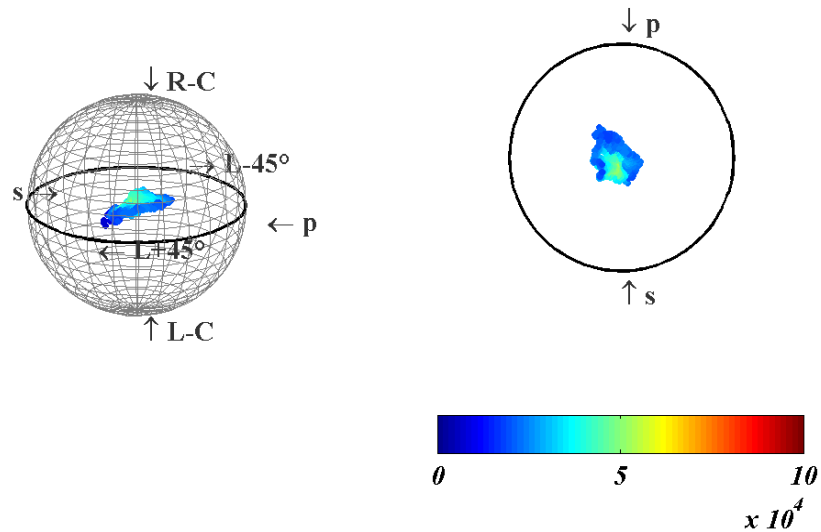 ↓ p
↓ R-C
→ L-45°
s →
← p
← L+45°
↑ s
↑ L-C
0 5 10
x 10⁴